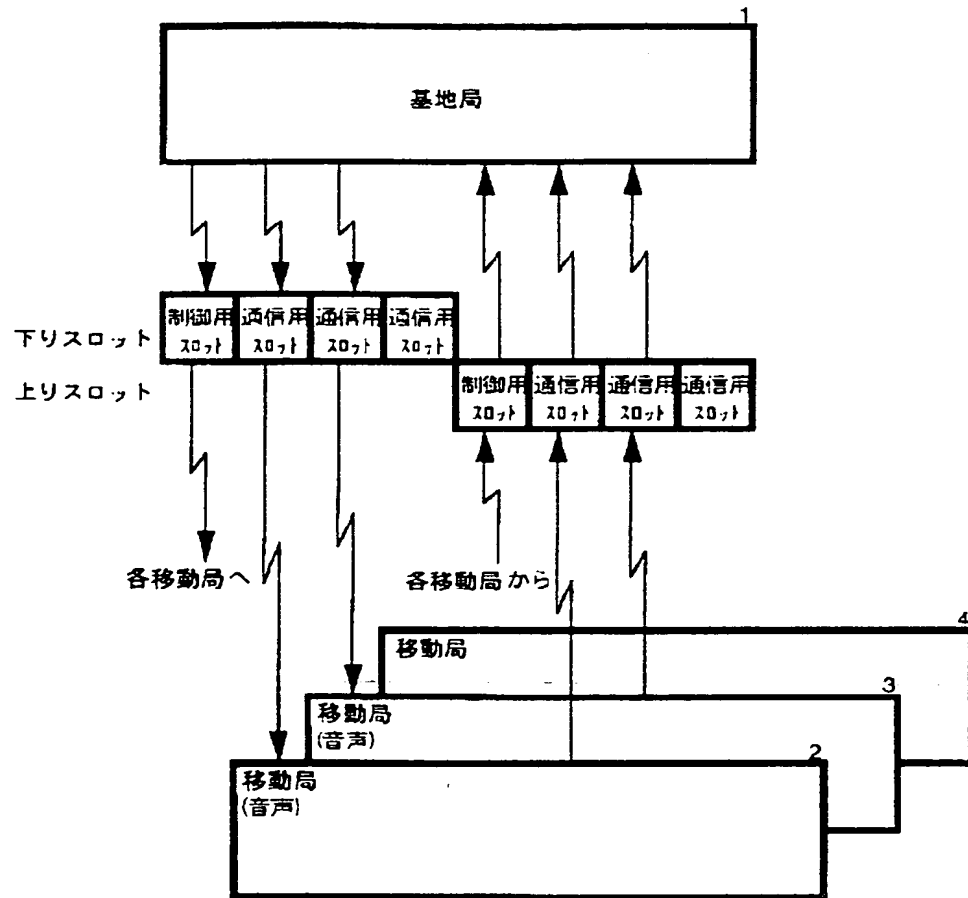 1
基地局
下りスロット
制御用 通信用 通信用 通信用
スロット スロット スロット スロット
上りスロット
制御用 通信用 通信用 通信用
スロット スロット スロット スロット
各移動局へ
各移動局から
4
移動局
3
移動局
(音声)
2
移動局
(音声)